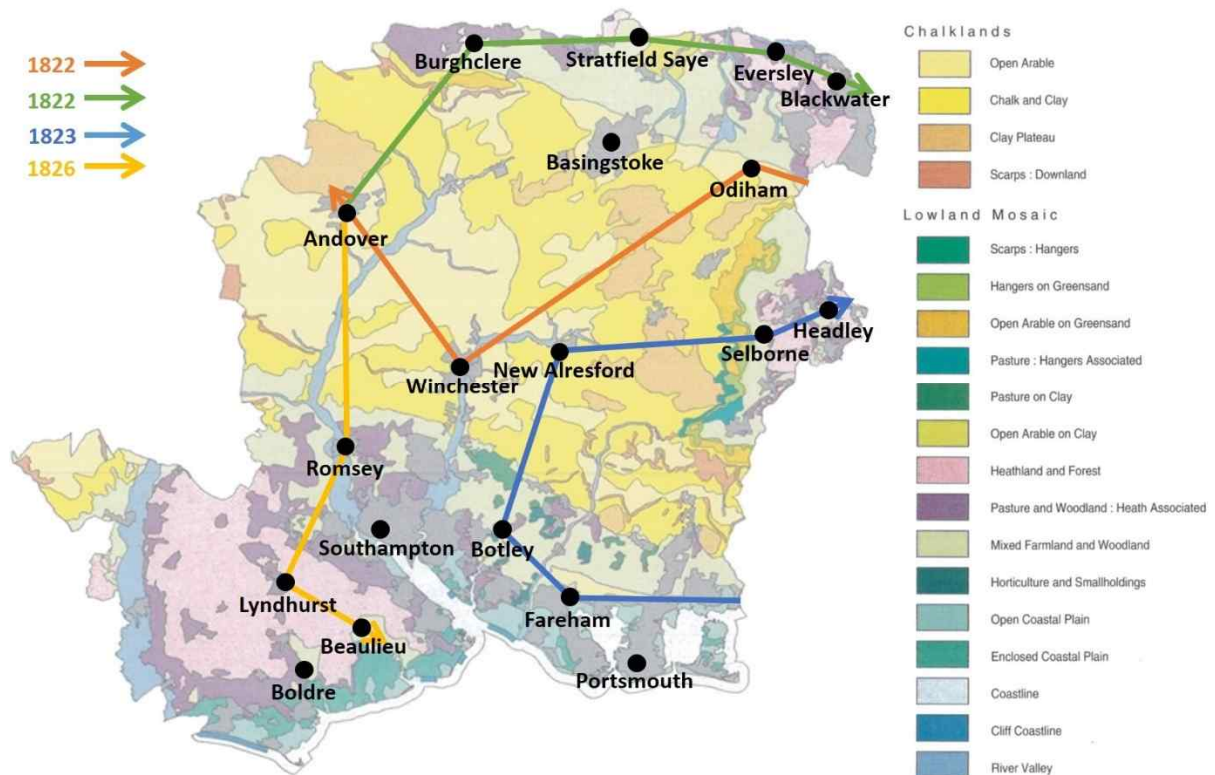 1822
1822
1823
1826
Burghclere
Stratfield Saye
Eversley
Blackwater
Basingstoke
Odiham
Andover
Headley
Selborne
New Alresford
Winchester
Romsey
Southampton
Botley
Lyndhurst
Fareham
Beaulieu
Boldre
Portsmouth
Chalklands
Open Arable
Chalk and Clay
Clay Plateau
Scarps : Downland
Lowland Mosaic
Scarps : Hangers
Hangers on Greensand
Open Arable on Greensand
Pasture : Hangers Associated
Pasture on Clay
Open Arable on Clay
Heathland and Forest
Pasture and Woodland : Heath Associated
Mixed Farmland and Woodland
Horticulture and Smallholdings
Open Coastal Plain
Enclosed Coastal Plain
Coastline
Cliff Coastline
River Valley